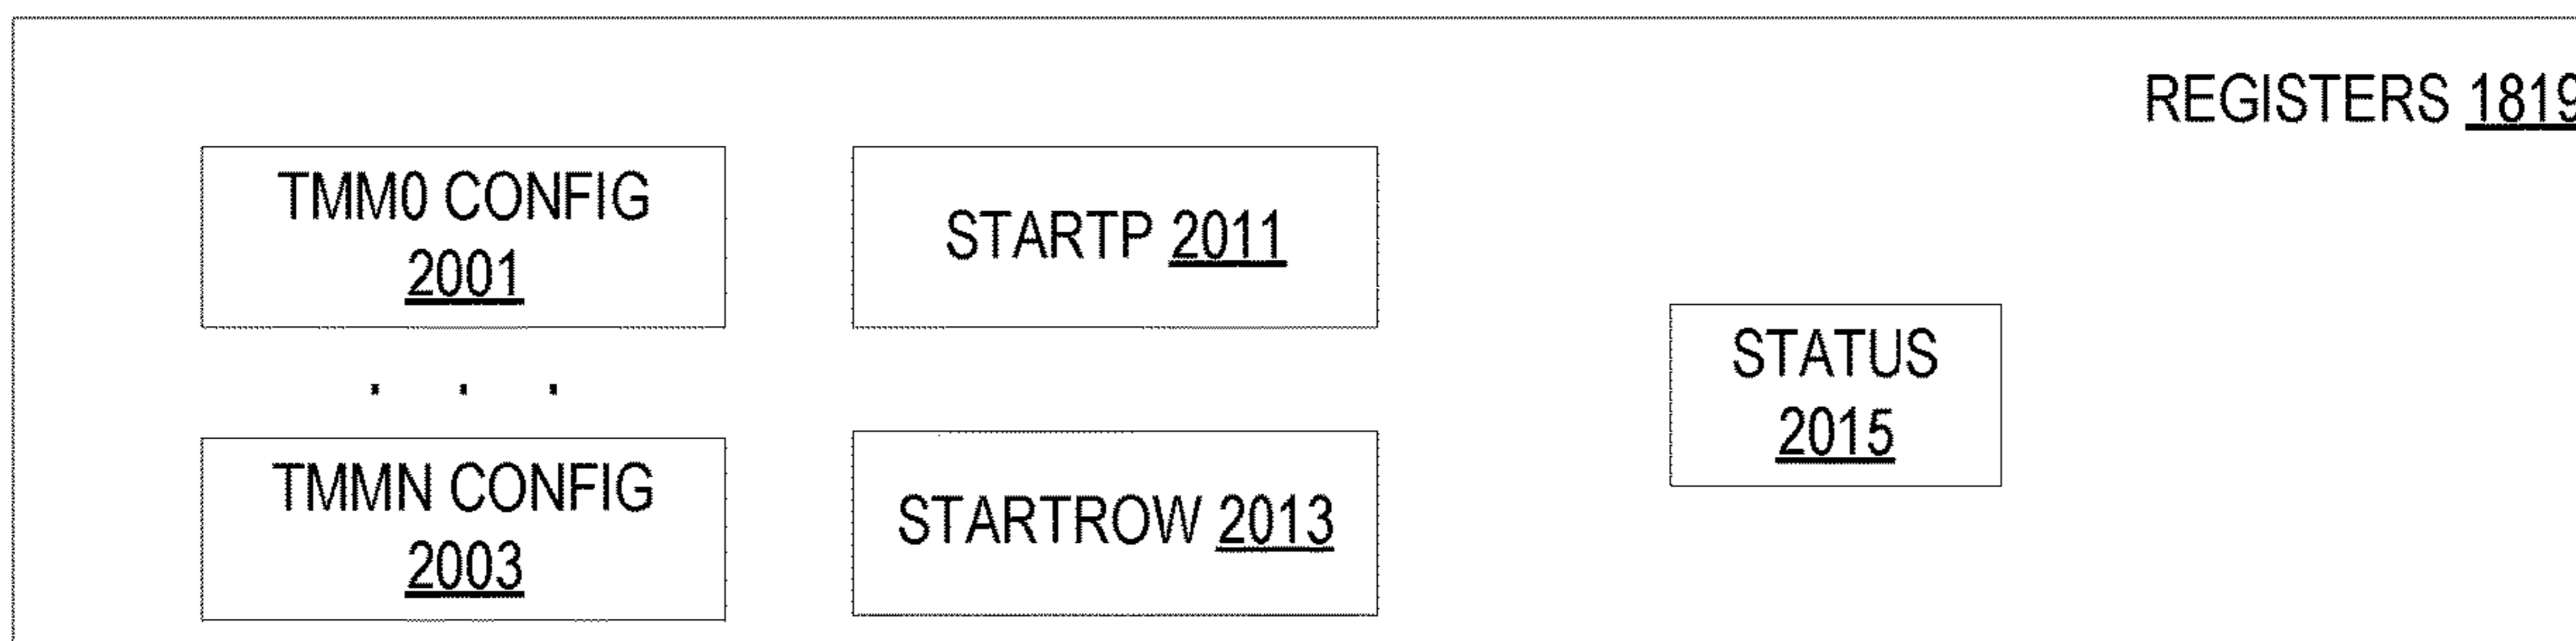 REGISTERS 1819
TMM0 CONFIG
2001
STARTP 2011
STATUS
2015
. . .
TMMN CONFIG
2003
STARTROW 2013